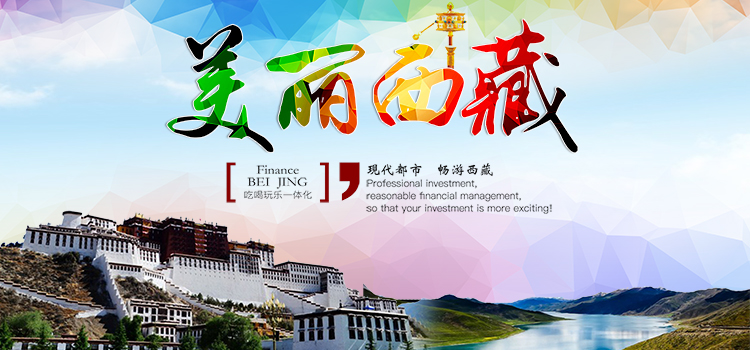 美丽西藏
Finance
BEI JING
吃喝玩乐一体化
现代都市 畅游西藏
Professional investment,
reasonable financial management,
so that your investment is more exciting!